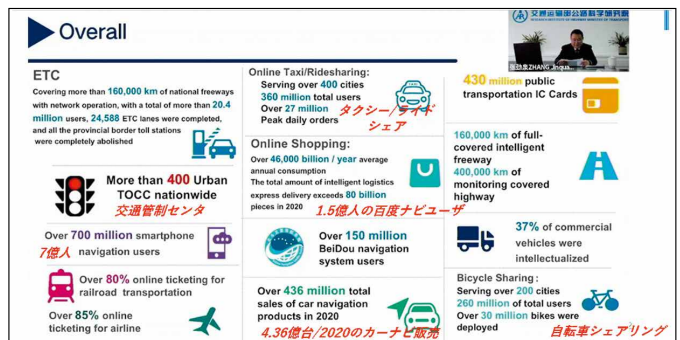 Overall
交通运输部公路科学研究院
ETC
Covering more than 160,000 km of national freeways
with network operation, with a total of more than 20.4
million users, 24,588 ETC lanes were completed,
and all the provincial border toll stations
were completely abolished
More than 400 Urban
TOCC nationwide
交通管制センタ
Over 700 million smartphone
7億人 navigation users
Over 80% online ticketing for
railroad transportation
Over 85% online
ticketing for airline
Online Taxi/Ridesharing:
Serving over 400 cities
360 million total users
Over 27 million
Peak daily orders
タクシー/ライド
シェア
Online Shopping:
Over 46,000 billion / year average
annual consumption
The total amount of intelligent logistics
express delivery exceeds 80 billion
pieces in 2020
1.5億人の百度ナビユーザ
Over 150 million
BeiDou navigation
system users
Over 436 million total
sales of car navigation
products in 2020
4.36億台/2020のカーナビ販売
430 million public
transportation IC Cards
160,000 km of full-
covered intelligent
freeway
400,000 km of
monitoring covered
highway
37% of commercial
vehicles were
intellectualized
Bicycle Sharing:
Serving over 200 cities
260 million of total users
Over 30 million bikes were
deployed
自転車シェアリング